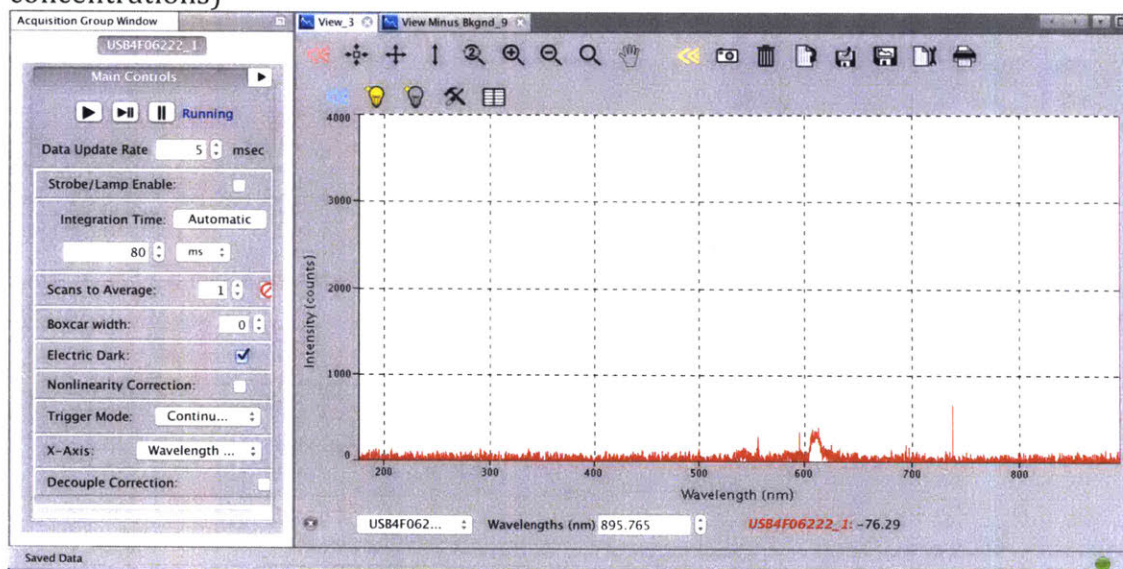 concentrations)
Acquisition Group Window
View_3
View Minus Bkgnd_9
USB4F06222_1
Main Controls
Running
Data Update Rate 5 msec
Strobe/Lamp Enable:
Integration Time: Automatic
80 ms
Scans to Average: 1
Boxcar width: 0
Electric Dark:
Nonlinearity Correction:
Trigger Mode: Continu...
X-Axis: Wavelength ...
Decouple Correction:
2
Intensity (counts)
4000
3000
2000
1000
0
200 300 400 500 600 700 800
Wavelength (nm)
USB4F062... Wavelengths (nm) 895.765 USB4F06222_1: -76.29
Saved Data